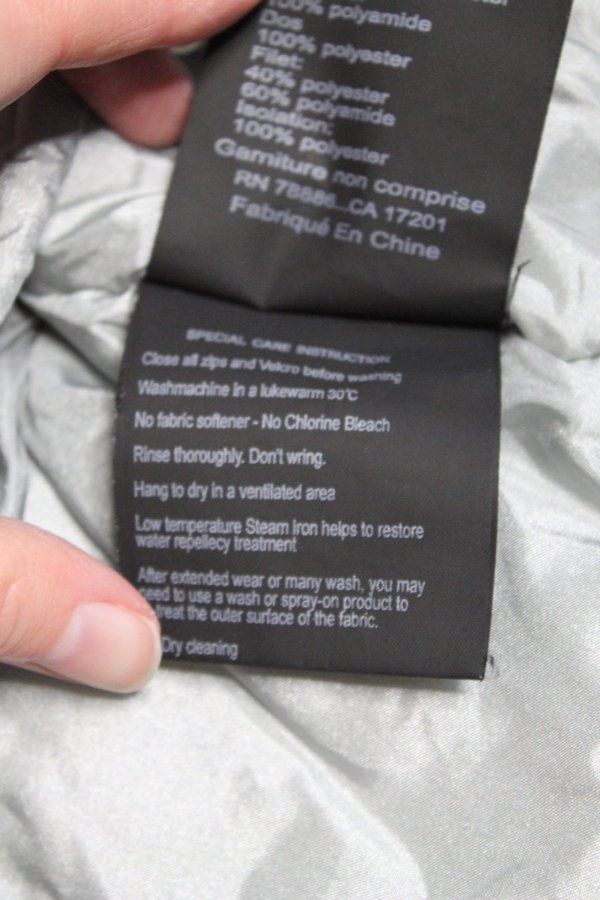 100% polyamide
Dos
100% polyester
Filet:
40% polyester
60% polyamide
Isolation:
100% polyester
Garniture non comprise
RN 78886...CA 17201
Fabriqué En Chine
SPECIAL CARE INSTRUCTION
Close all zips and Velcro before washing
Washmachine in a lukewarm 30℃
No fabric softener - No Chlorine Bleach
Rinse thoroughly. Don't wring.
Hang to dry in a ventilated area
Low temperature Steam Iron helps to restore
water repellecy treatment
After extended wear or many wash, you may
need to use a wash or spray-on product to
treat the outer surface of the fabric.
Dry cleaning